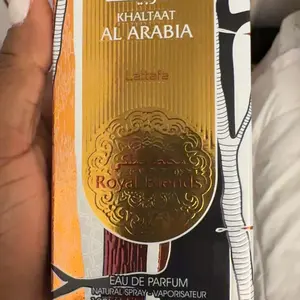 KHALTAAT
AL ARABIA
Lattafa
Royal Blends
EAU DE PARFUM
NATURAL SPRAY - VAPORISATEUR